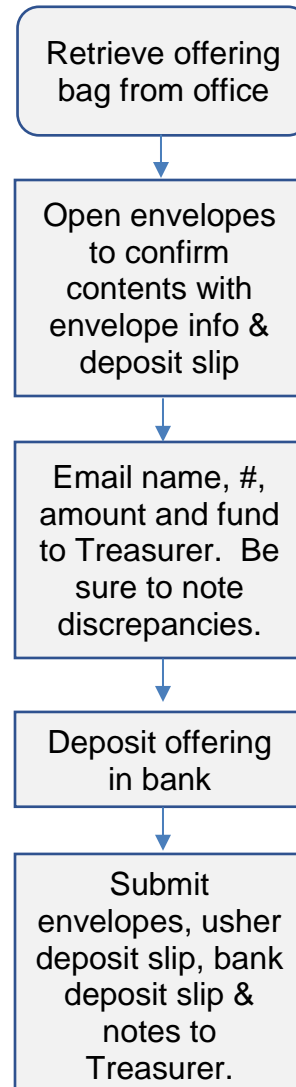 Retrieve offering
bag from office
Open envelopes
to confirm
contents with
envelope info &
deposit slip
Email name, #,
amount and fund
to Treasurer.  Be
sure to note
discrepancies.
Deposit offering
in bank
Submit
envelopes, usher
deposit slip, bank
deposit slip &
notes to
Treasurer.